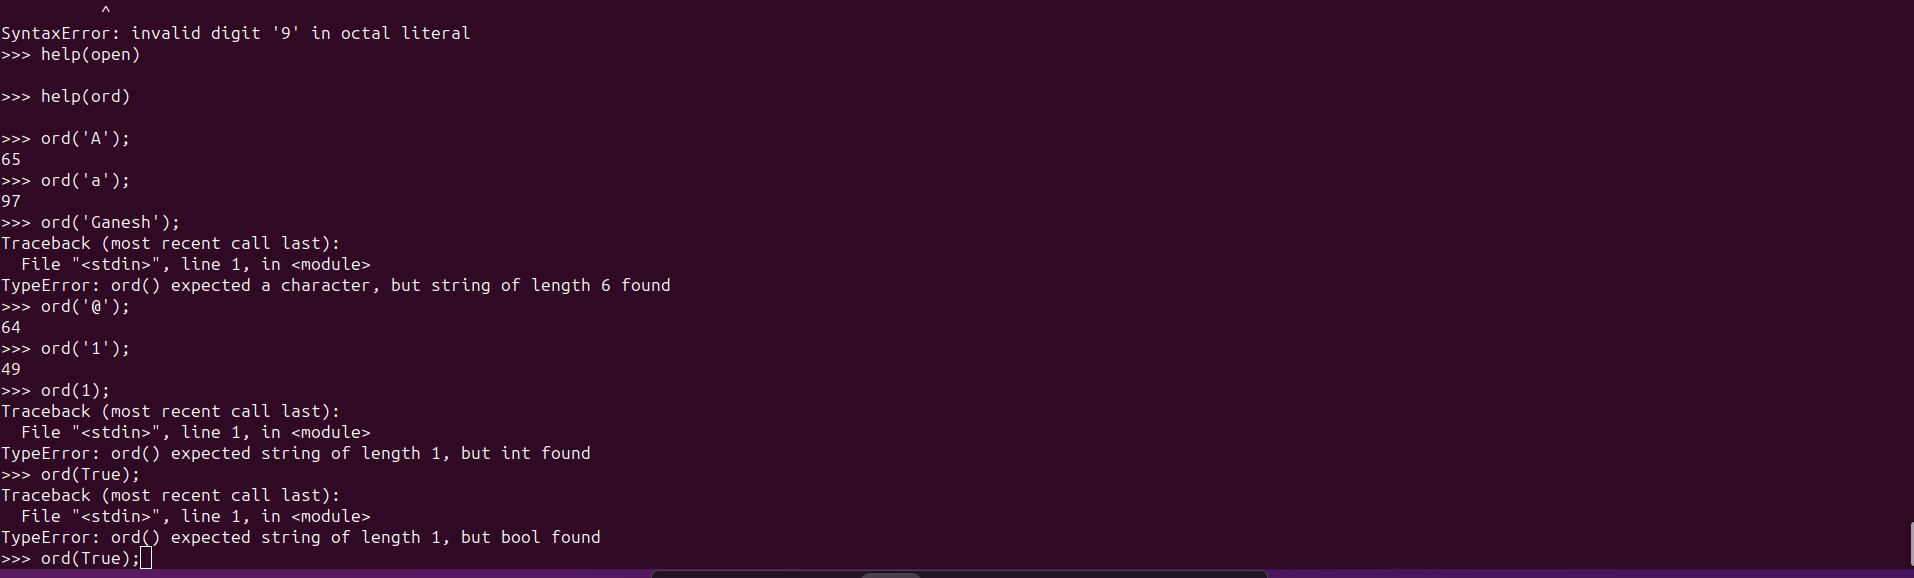 ^
SyntaxError: invalid digit '9' in octal literal
>>> help(open)
>>> help(ord)
>>> ord('A');
65
>>> ord('a');
97
>>> ord('Ganesh');
Traceback (most recent call last):
  File "<stdin>", line 1, in <module>
TypeError: ord() expected a character, but string of length 6 found
>>> ord('@');
64
>>> ord('1');
49
>>> ord(1);
Traceback (most recent call last):
  File "<stdin>", line 1, in <module>
TypeError: ord() expected string of length 1, but int found
>>> ord(True);
Traceback (most recent call last):
  File "<stdin>", line 1, in <module>
TypeError: ord() expected string of length 1, but bool found
>>> ord(True);